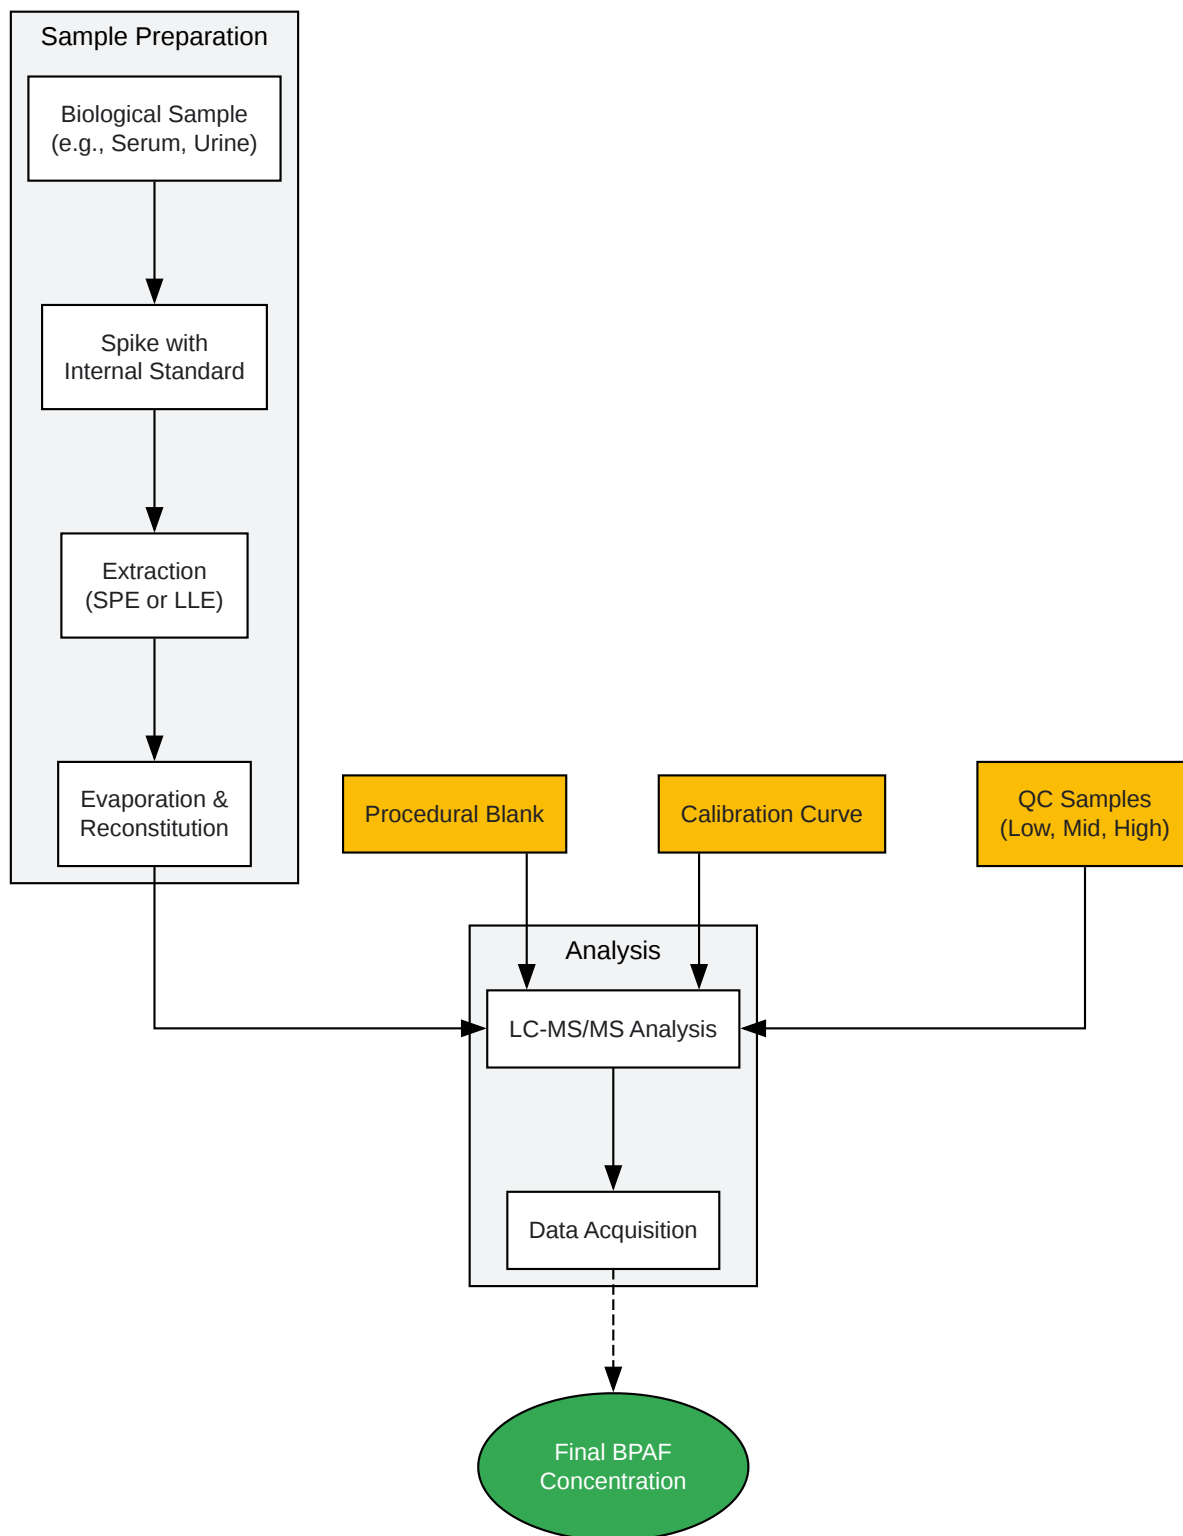 Sample Preparation
Biological Sample
(e.g., Serum, Urine)
Spike with
Internal Standard
Extraction
(SPE or LLE)
Evaporation &
Reconstitution
Procedural Blank
Calibration Curve
QC Samples
(Low, Mid, High)
Analysis
LC-MS/MS Analysis
Data Acquisition
Final BPAF
Concentration